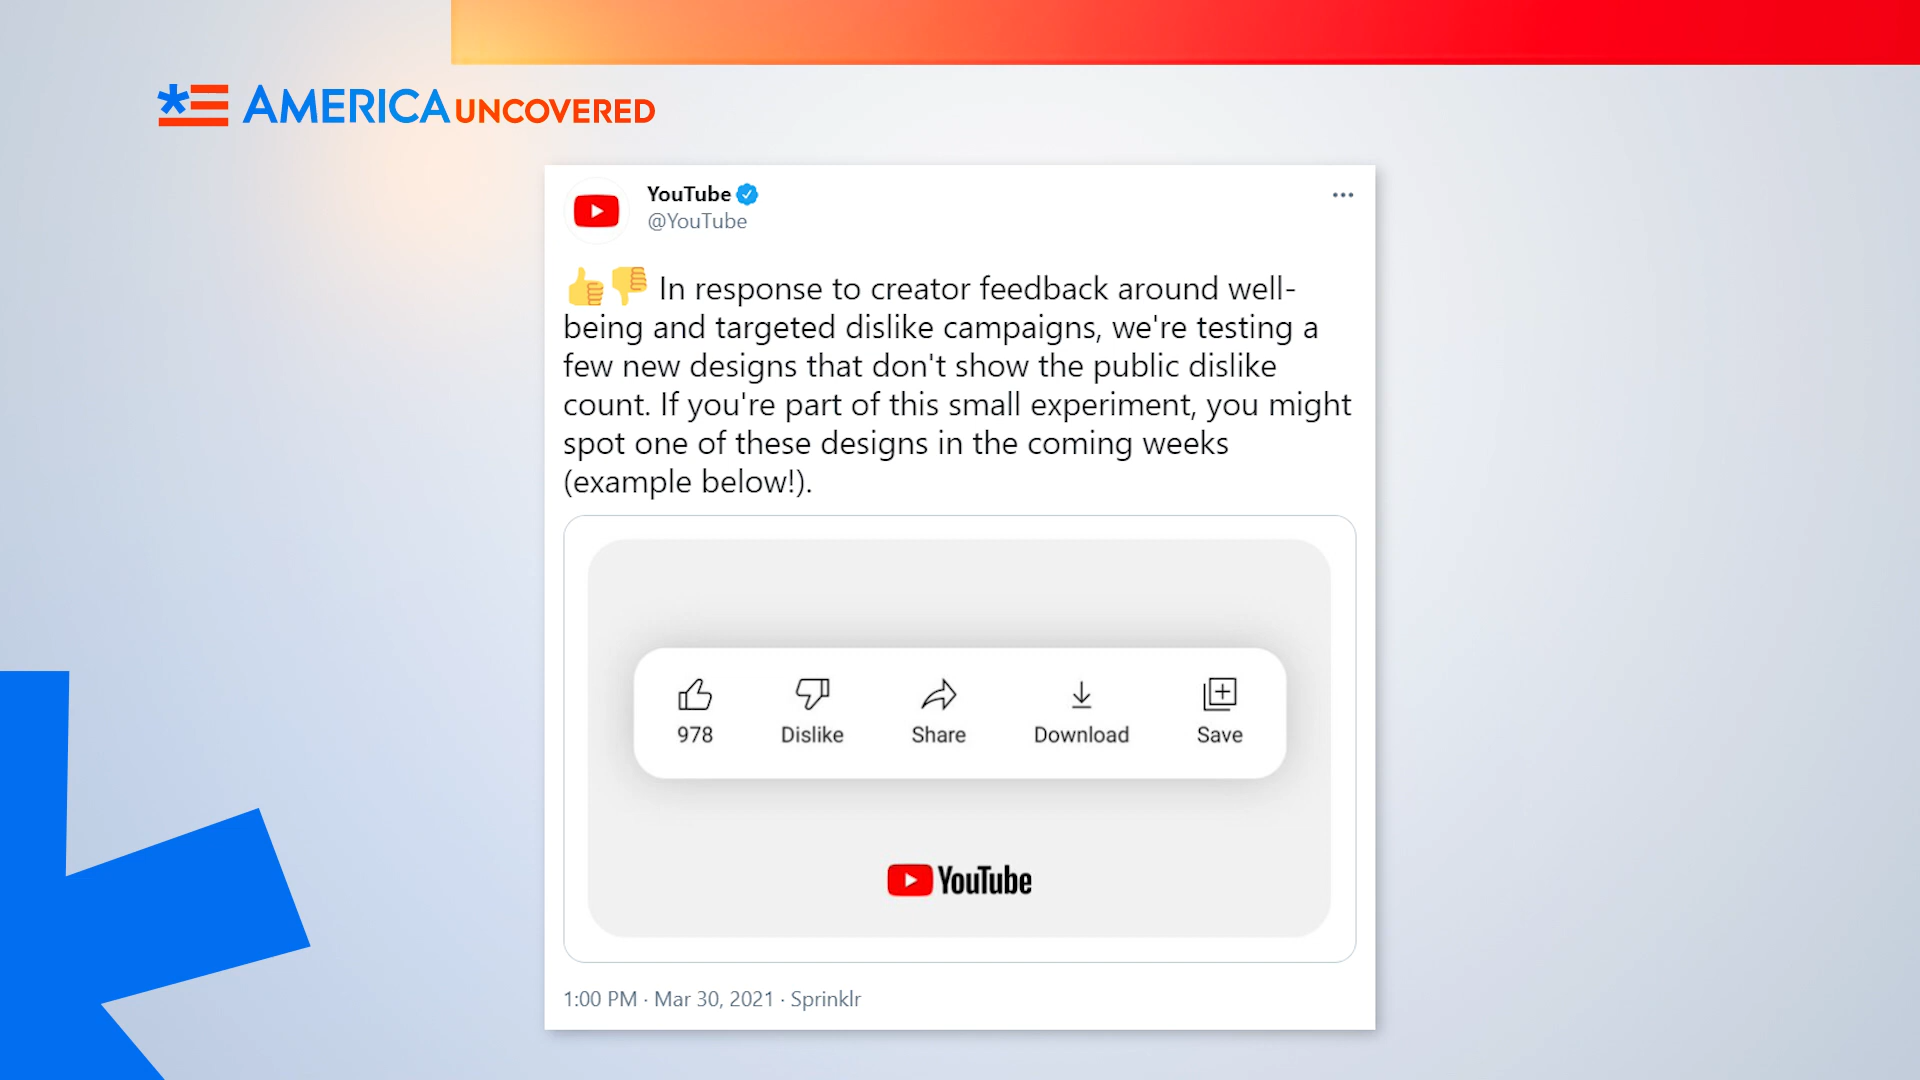 AMERICA UNCOVERED
YouTube
@YouTube
👍👎 In response to creator feedback around well-
being and targeted dislike campaigns, we're testing a
few new designs that don't show the public dislike
count. If you're part of this small experiment, you might
spot one of these designs in the coming weeks
(example below!).
978 Dislike Share Download Save
YouTube
1:00 PM · Mar 30, 2021 · Sprinklr